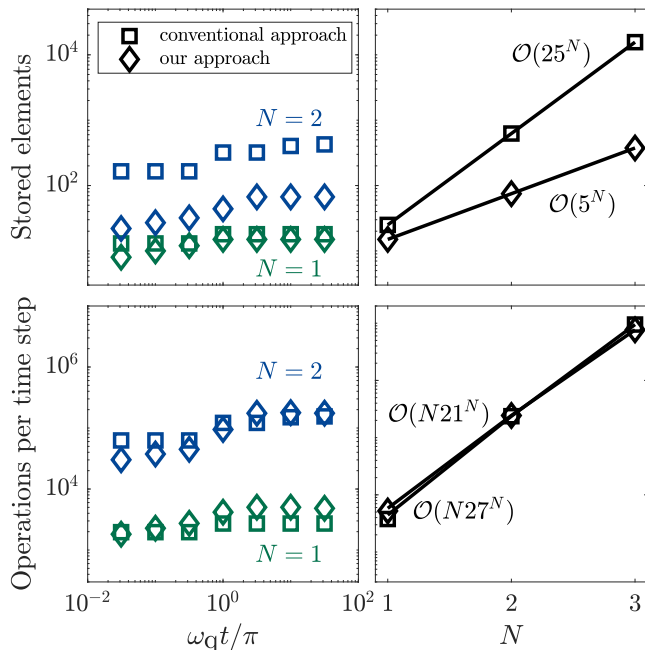 conventional approach
our approach
Stored elements
10^4
10^2
N = 2
N = 1
O(25^N)
O(5^N)
Operations per time step
10^6
10^4
N = 2
N = 1
O(N21^N)
O(N27^N)
10^{-2} 10^0 10^2
ω_q t/π
1 2 3
N